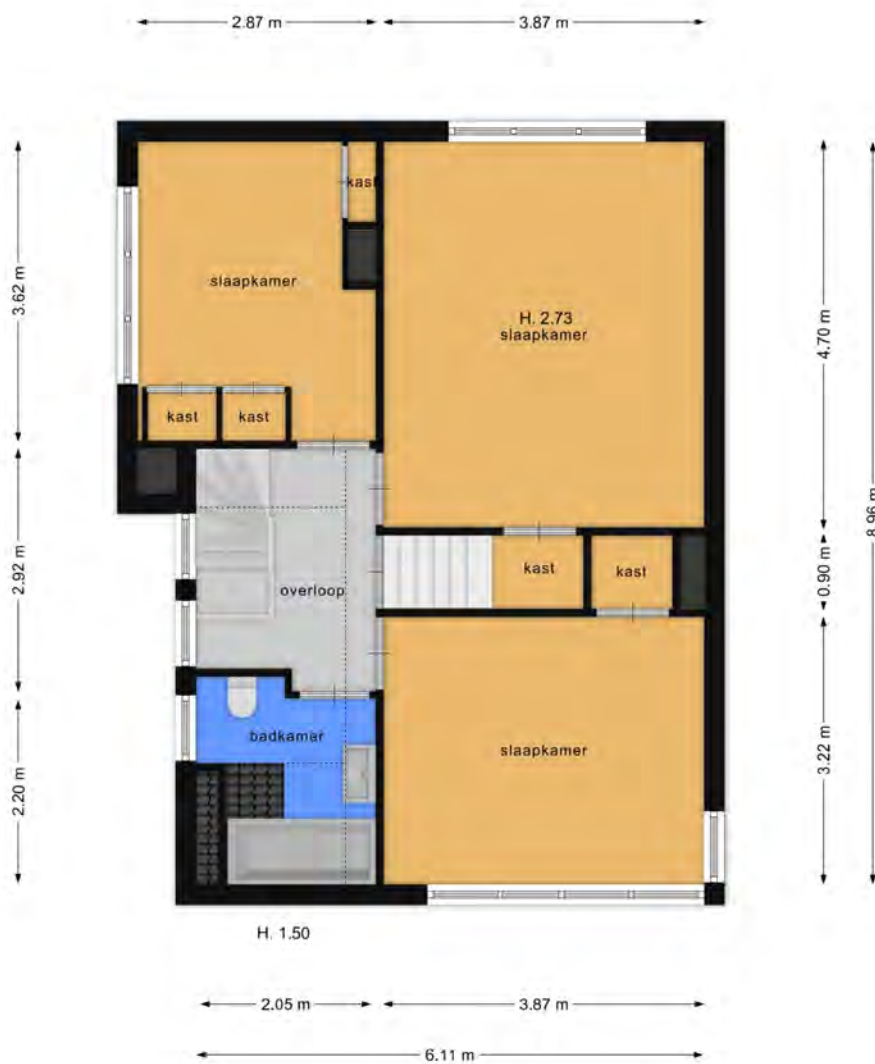 2.87 m
3.87 m
kast
slaapkamer
H. 2.73
slaapkamer
3.62 m
4.70 m
kast
kast
8.96 m
2.92 m
overloop
kast
kast
0.90 m
badkamer
slaapkamer
2.20 m
3.22 m
H. 1.50
2.05 m
3.87 m
6.11 m